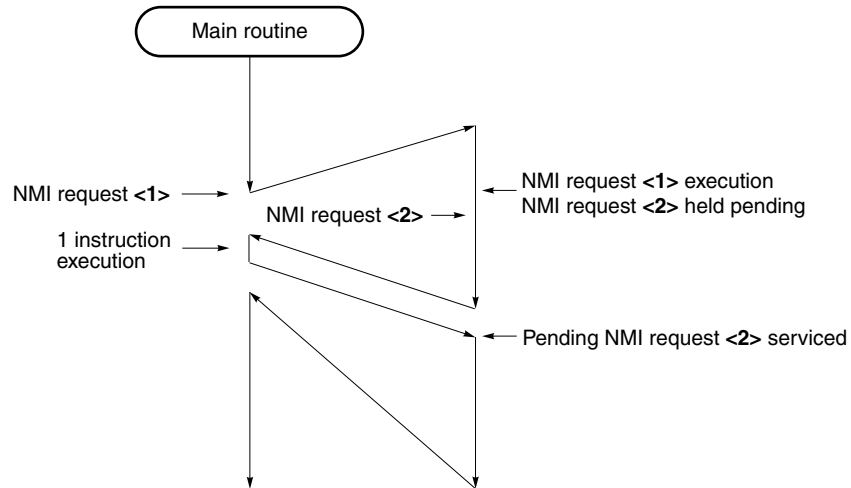 Main routine
NMI request <1>
NMI request <1> execution
NMI request <2>
NMI request <2> held pending
1 instruction
execution
Pending NMI request <2> serviced